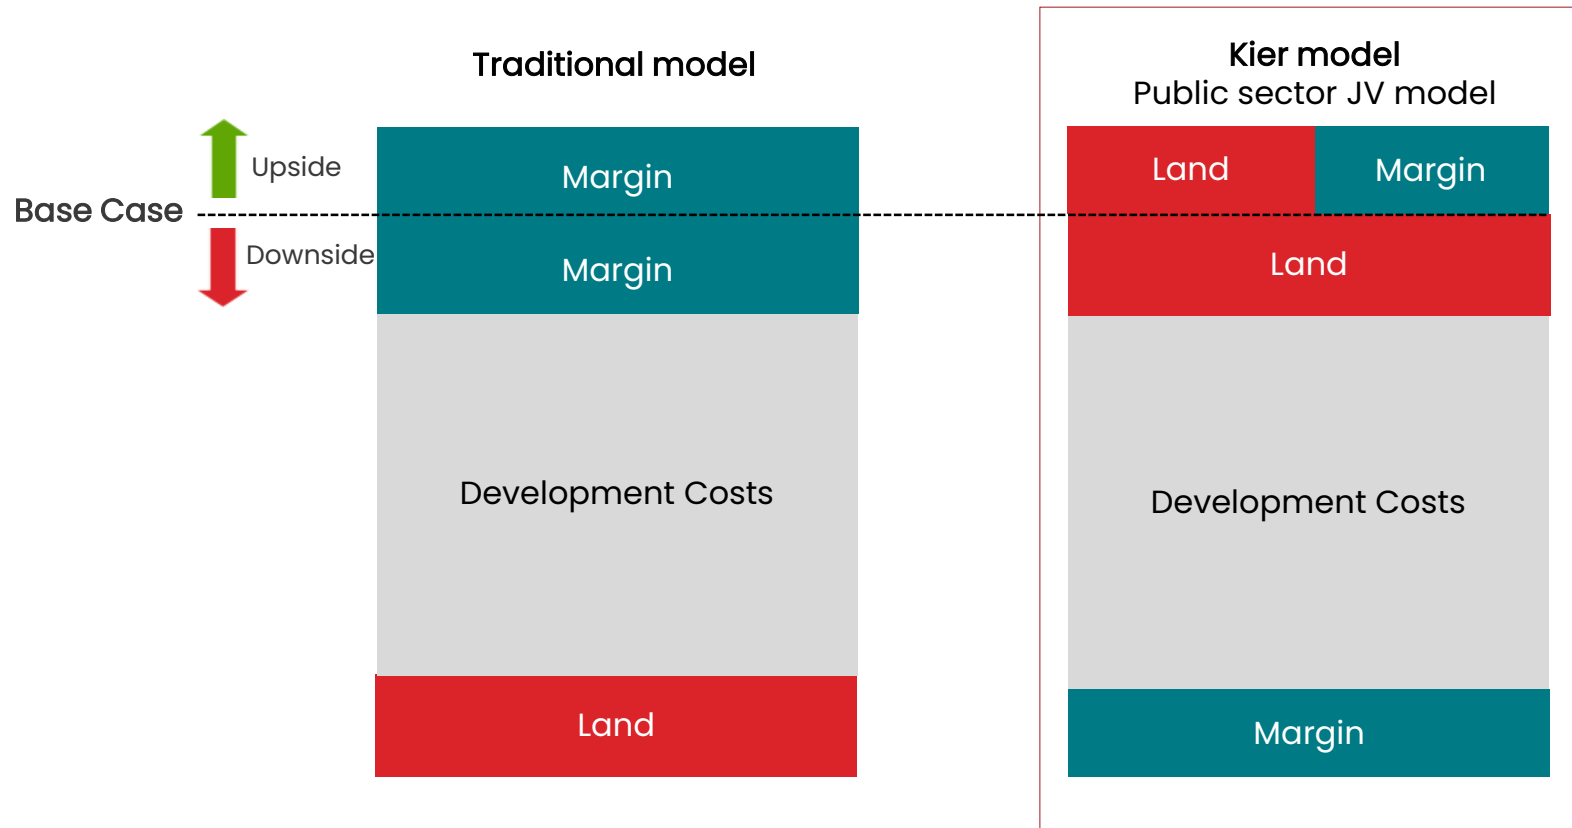 Traditional model
Upside
Base Case
Downside
Margin
Margin
Development Costs
Land
Kier model
Public sector JV model
Land
Margin
Land
Development Costs
Margin